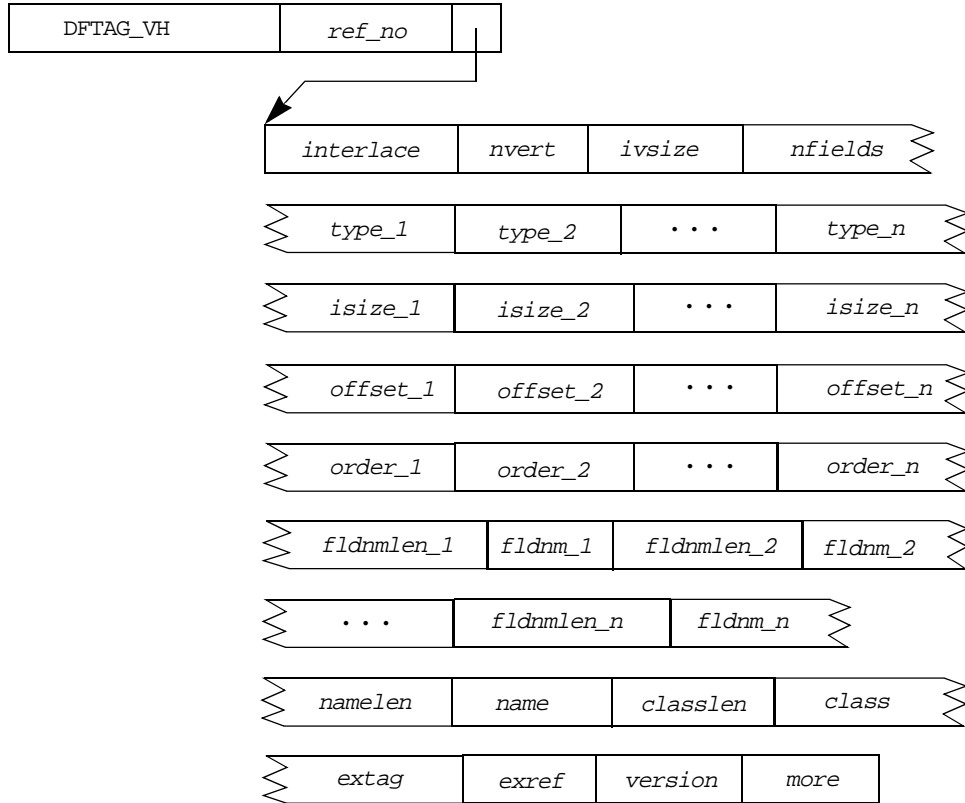 DFTAG_VH ref_no
interlace nvert ivsize nfields
type_1 type_2 ... type_n
isize_1 isize_2 ... isize_n
offset_1 offset_2 ... offset_n
order_1 order_2 ... order_n
fldnmlen_1 fldnm_1 fldnmlen_2 fldnm_2
... fldnmlen_n fldnm_n
namelen name classlen class
extag exref version more